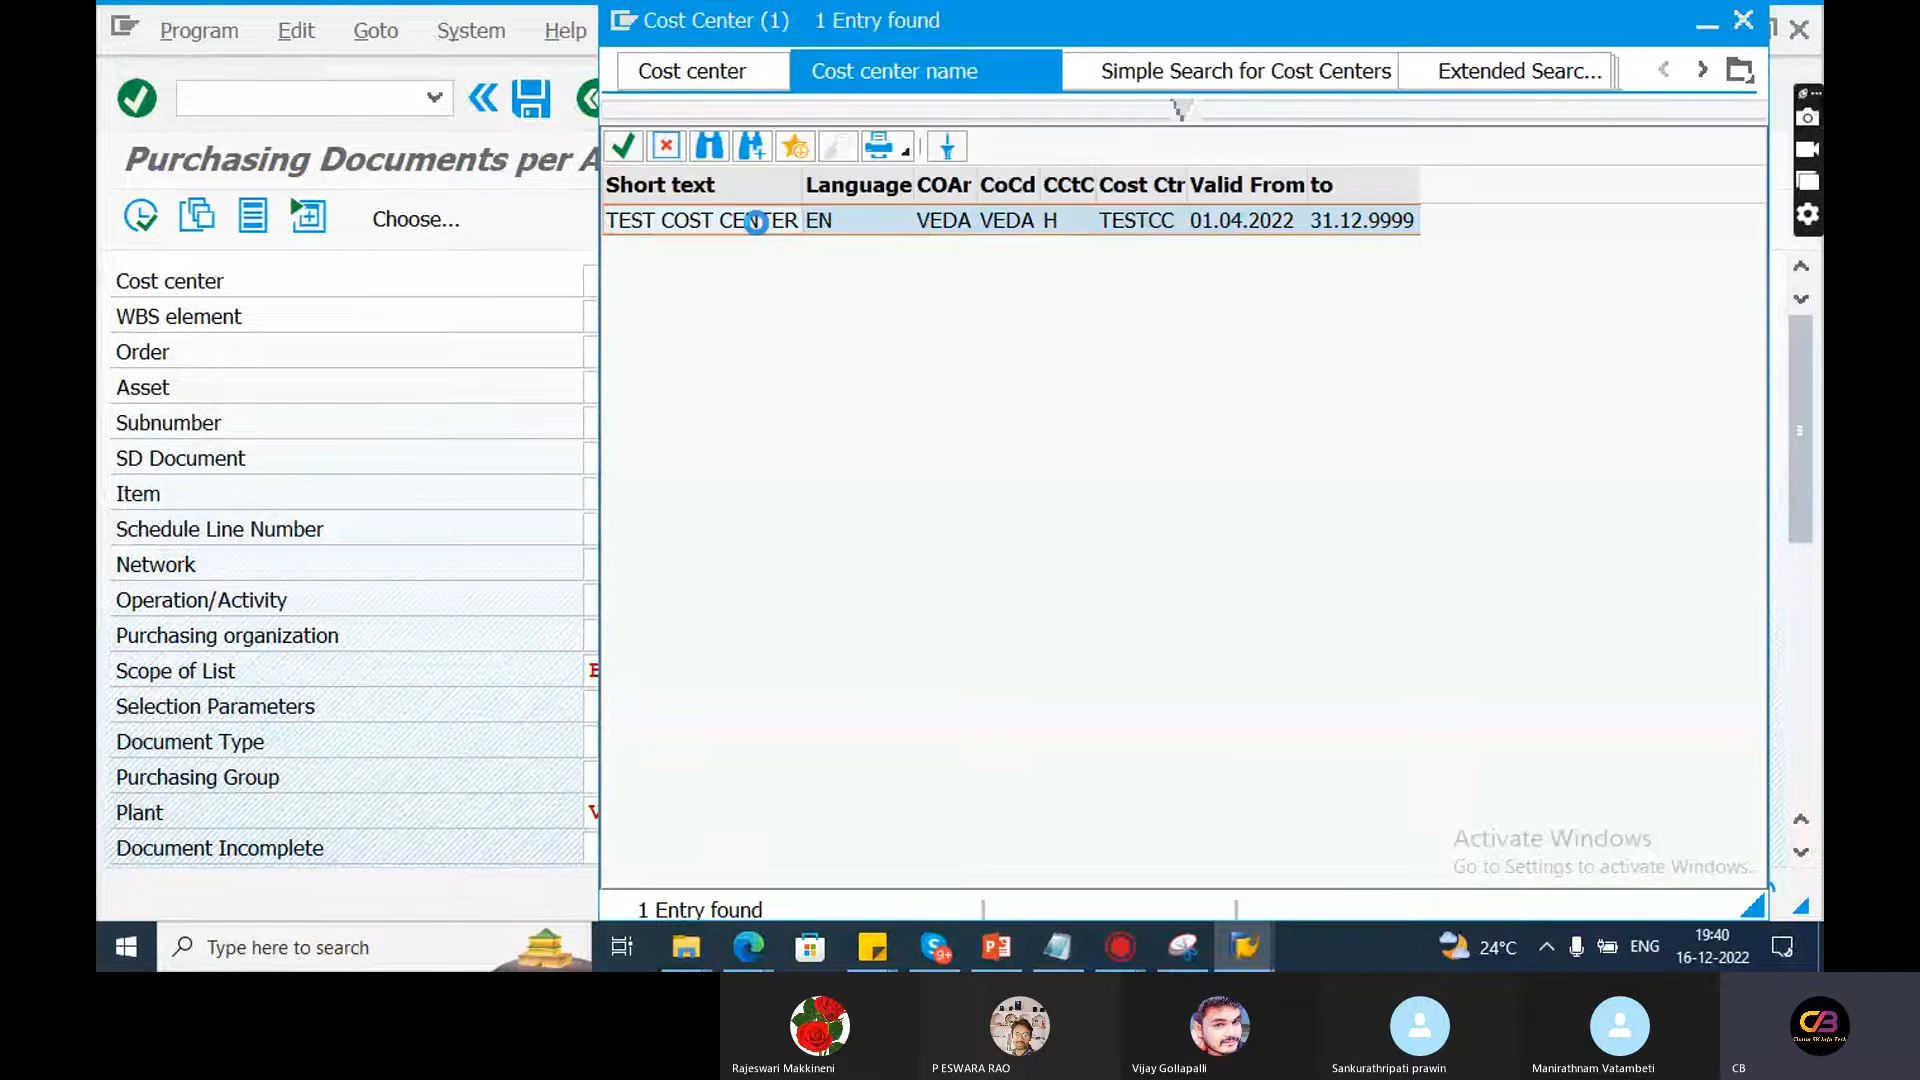 Program Edit Goto System Help
Cost Center (1) 1 Entry found
Cost center Cost center name Simple Search for Cost Centers Extended Searc...
Purchasing Documents per A
Choose...
Short text Language COAr CoCd CCtC Cost Ctr Valid From to
TEST COST CENTER EN VEDA VEDA H TESTCC 01.04.2022 31.12.9999
Cost center
WBS element
Order
Asset
Subnumber
SD Document
Item
Schedule Line Number
Network
Operation/Activity
Purchasing organization
Scope of List
Selection Parameters
Document Type
Purchasing Group
Plant
Document Incomplete
Activate Windows
Go to Settings to activate Windows.
1 Entry found
Type here to search
9+
24°C ENG 19:40
16-12-2022
CB
Rajeswari Makkineni P ESWARA RAO Vijay Gollapalli Sankurathripati prawin Manirathnam Vatambeti CB